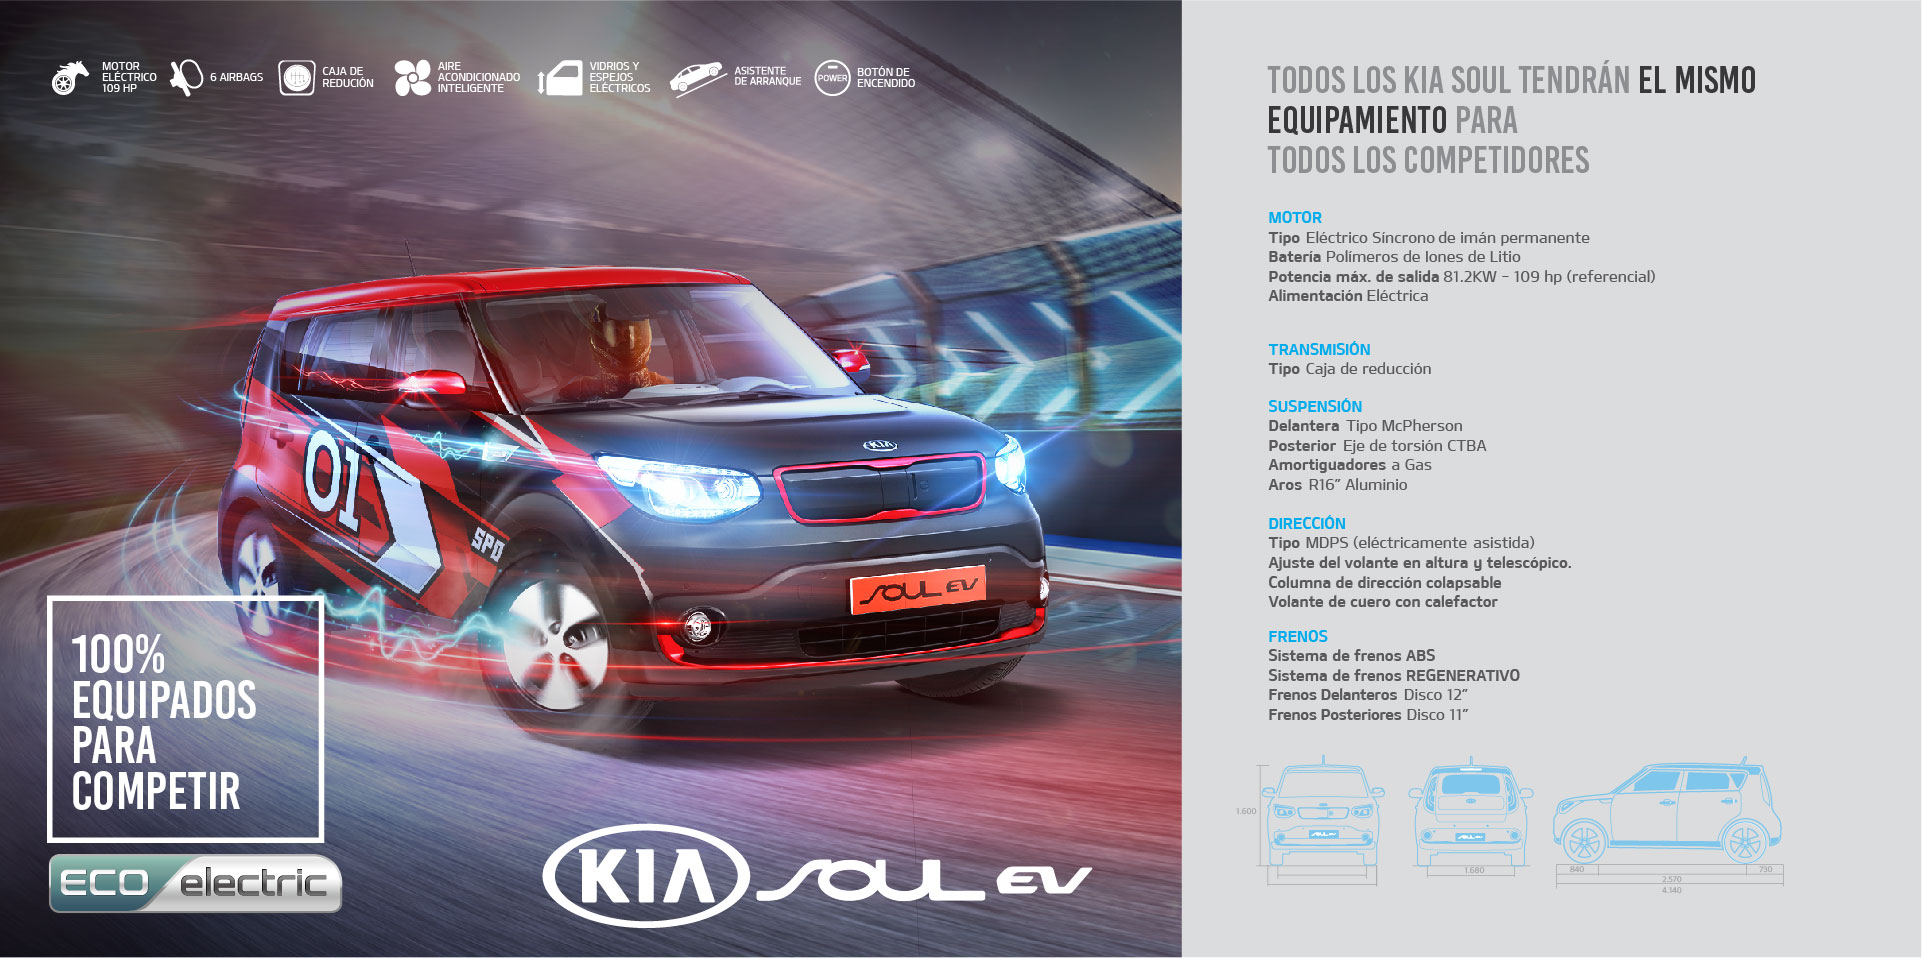 MOTOR
ELÉCTRICO
109 HP
6 AIRBAGS
CAJA DE
REDUCIÓN
AIRE
ACONDICIONADO
INTELIGENTE
VIDRIOS Y
ESPEJOS
ELÉCTRICOS
ASISTENTE
DE ARRANQUE
POWER
BOTÓN DE
ENCENDIDO
KIA
01
SPD
SOUL EV
100%
EQUIPADOS
PARA
COMPETIR
ECO electric
KIA SOUL EV
TODOS LOS KIA SOUL TENDRÁN EL MISMO
EQUIPAMIENTO PARA
TODOS LOS COMPETIDORES
MOTOR
Tipo Eléctrico Síncrono de imán permanente
Batería Polímeros de Iones de Litio
Potencia máx. de salida 81.2KW - 109 hp (referencial)
Alimentación Eléctrica
TRANSMISIÓN
Tipo Caja de reducción
SUSPENSIÓN
Delantera Tipo McPherson
Posterior Eje de torsión CTBA
Amortiguadores a Gas
Aros R16" Aluminio
DIRECCIÓN
Tipo MDPS (eléctricamente asistida)
Ajuste del volante en altura y telescópico.
Columna de dirección colapsable
Volante de cuero con calefactor
FRENOS
Sistema de frenos ABS
Sistema de frenos REGENERATIVO
Frenos Delanteros Disco 12"
Frenos Posteriores Disco 11"
1.600
SOUL EV
SOUL EV
1.680
840
730
2.570
4.140